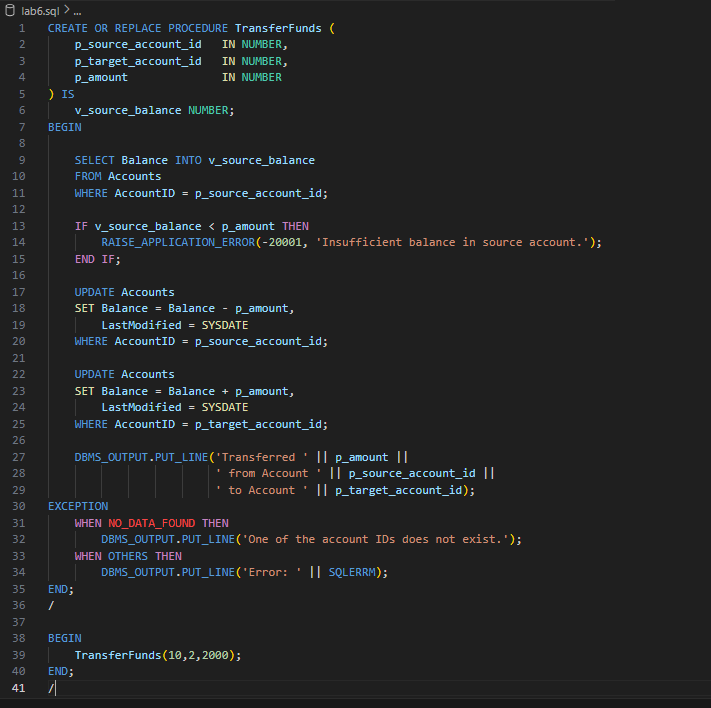 lab6.sql > ...
1 CREATE OR REPLACE PROCEDURE TransferFunds (
2     p_source_account_id   IN NUMBER,
3     p_target_account_id   IN NUMBER,
4     p_amount              IN NUMBER
5 ) IS
6     v_source_balance NUMBER;
7 BEGIN
8
9     SELECT Balance INTO v_source_balance
10     FROM Accounts
11     WHERE AccountID = p_source_account_id;
12
13     IF v_source_balance < p_amount THEN
14         RAISE_APPLICATION_ERROR(-20001, 'Insufficient balance in source account.');
15     END IF;
16
17     UPDATE Accounts
18     SET Balance = Balance - p_amount,
19         LastModified = SYSDATE
20     WHERE AccountID = p_source_account_id;
21
22     UPDATE Accounts
23     SET Balance = Balance + p_amount,
24         LastModified = SYSDATE
25     WHERE AccountID = p_target_account_id;
26
27     DBMS_OUTPUT.PUT_LINE('Transferred ' || p_amount ||
28                          ' from Account ' || p_source_account_id ||
29                          ' to Account ' || p_target_account_id);
30 EXCEPTION
31     WHEN NO_DATA_FOUND THEN
32         DBMS_OUTPUT.PUT_LINE('One of the account IDs does not exist.');
33     WHEN OTHERS THEN
34         DBMS_OUTPUT.PUT_LINE('Error: ' || SQLERRM);
35 END;
36 /
37
38 BEGIN
39     TransferFunds(10,2,2000);
40 END;
41 /